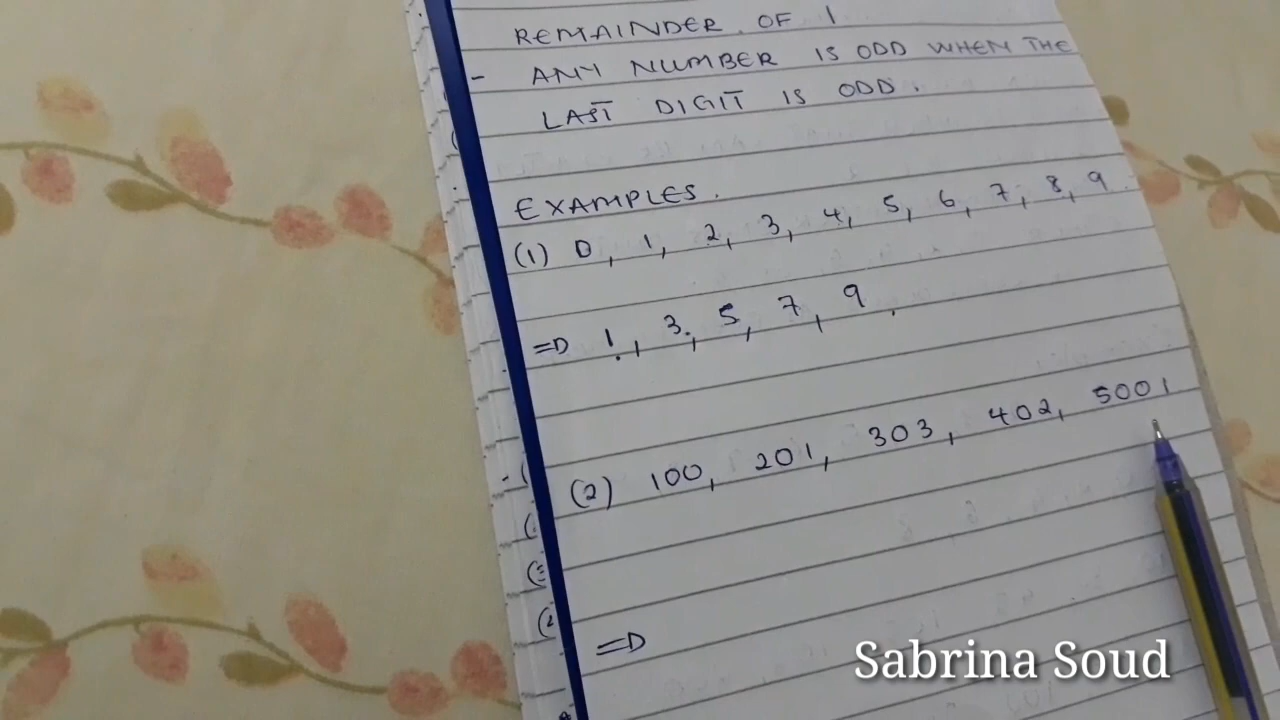 REMAINDER OF 1
- ANY NUMBER IS ODD WHEN THE
LAST DIGIT IS ODD.
EXAMPLES.
(1) 0, 1, 2, 3, 4, 5, 6, 7, 8, 9.
=D 1, 3, 5, 7, 9.
(2) 100, 201, 303, 402, 5001
=D
Sabrina Soud